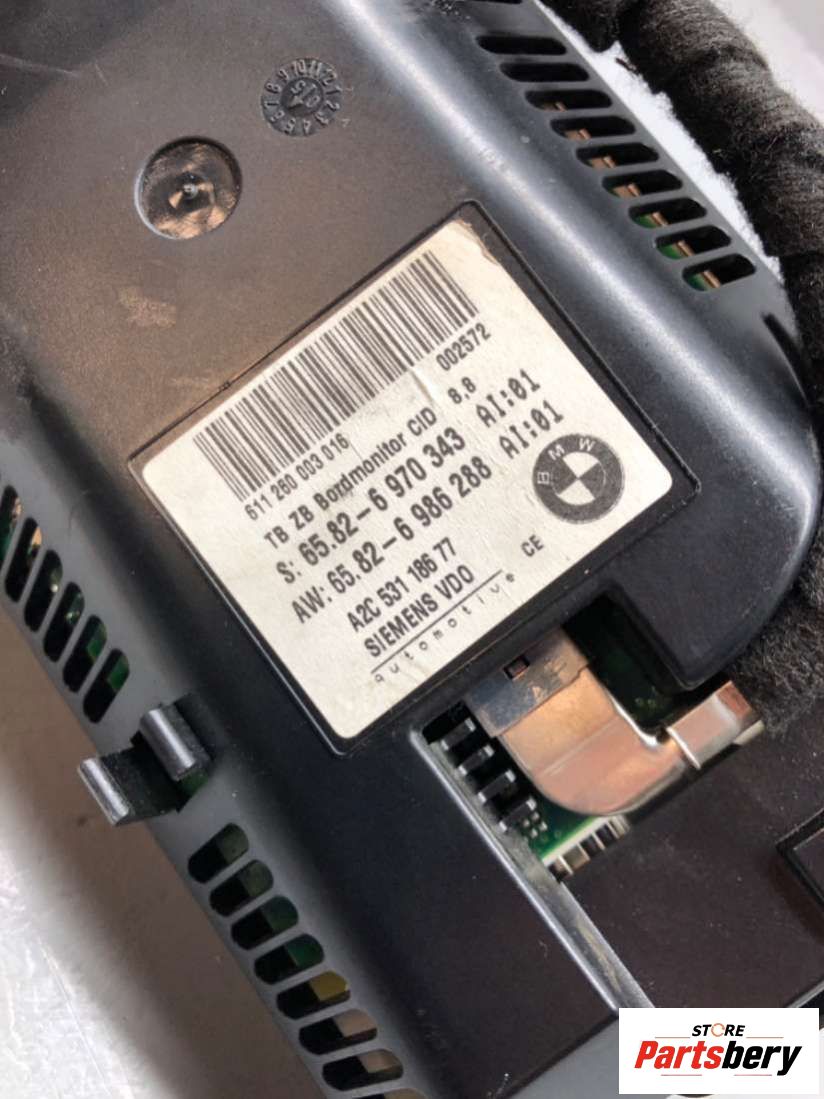 611 260 003 016
002572
TB ZB Bordmonitor CID 8,8
S: 65.82-6 970 343 AI:01
AW: 65.82-6 986 288 AI:01
BMW
A2C 531 186 77
SIEMENS VDO
automotive CE
STORE
Partsbery